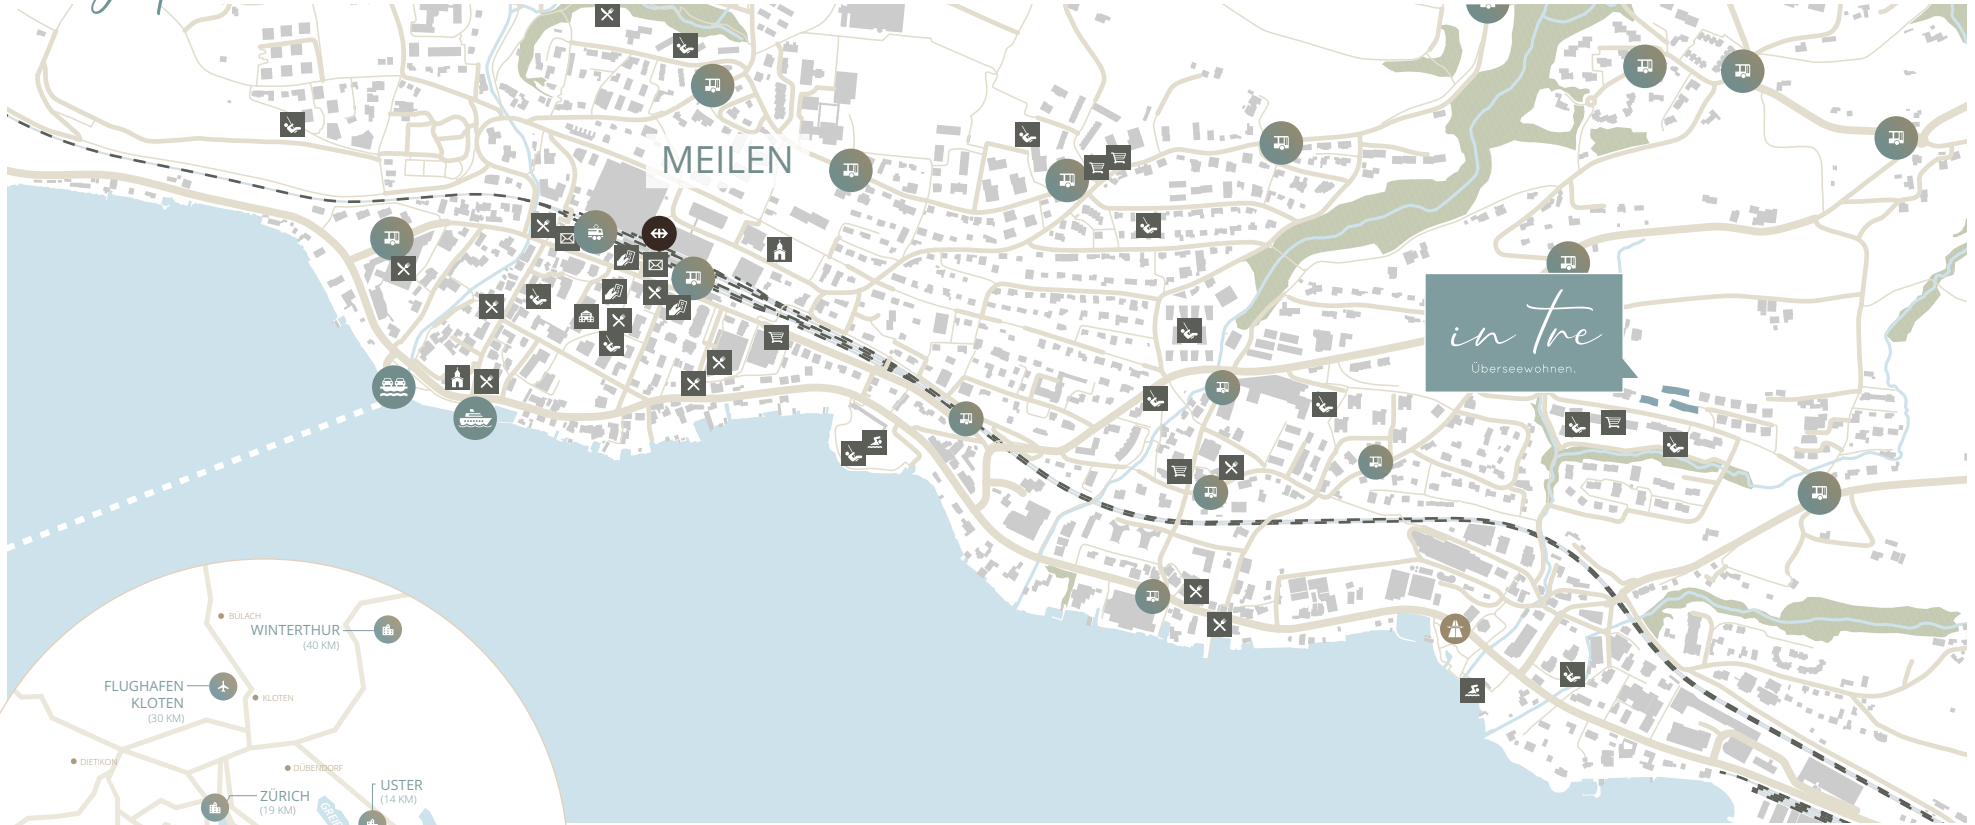 MEILEN
in Tre
Überseewohnen.
BÜLACH
WINTERTHUR
(40 KM)
FLUGHAFEN
KLOTEN
(30 KM)
KLOTEN
DIETIKON
DÜBENDORF
ZÜRICH
(19 KM)
USTER
(14 KM)